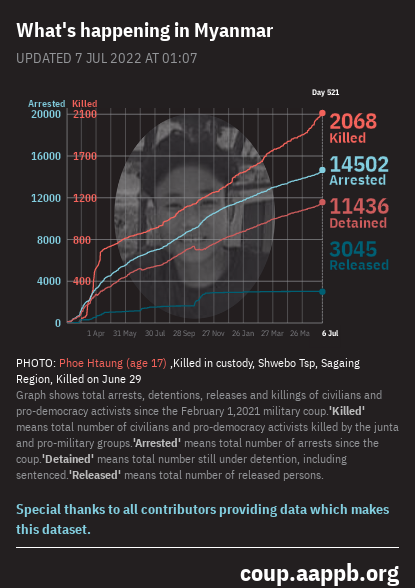 What's happening in Myanmar
UPDATED 7 JUL 2022 AT 01:07
Day 521
Arrested Killed
20000 2100
16000 1700
12000 1200
8000 800
4000 400
0
2068
Killed
14502
Arrested
11436
Detained
3045
Released
1 Apr 31 May 30 Jul 28 Sep 27 Nov 26 Jan 27 Mar 26 Ma 6 Jul
PHOTO: Phoe Htaung (age 17) ,Killed in custody, Shwebo Tsp, Sagaing
Region, Killed on June 29
Graph shows total arrests, detentions, releases and killings of civilians and
pro-democracy activists since the February 1,2021 military coup.'Killed'
means total number of civilians and pro-democracy activists killed by the junta
and pro-military groups.'Arrested' means total number of arrests since the
coup.'Detained' means total number still under detention, including
sentenced.'Released' means total number of released persons.
Special thanks to all contributors providing data which makes
this dataset.
coup.aappb.org